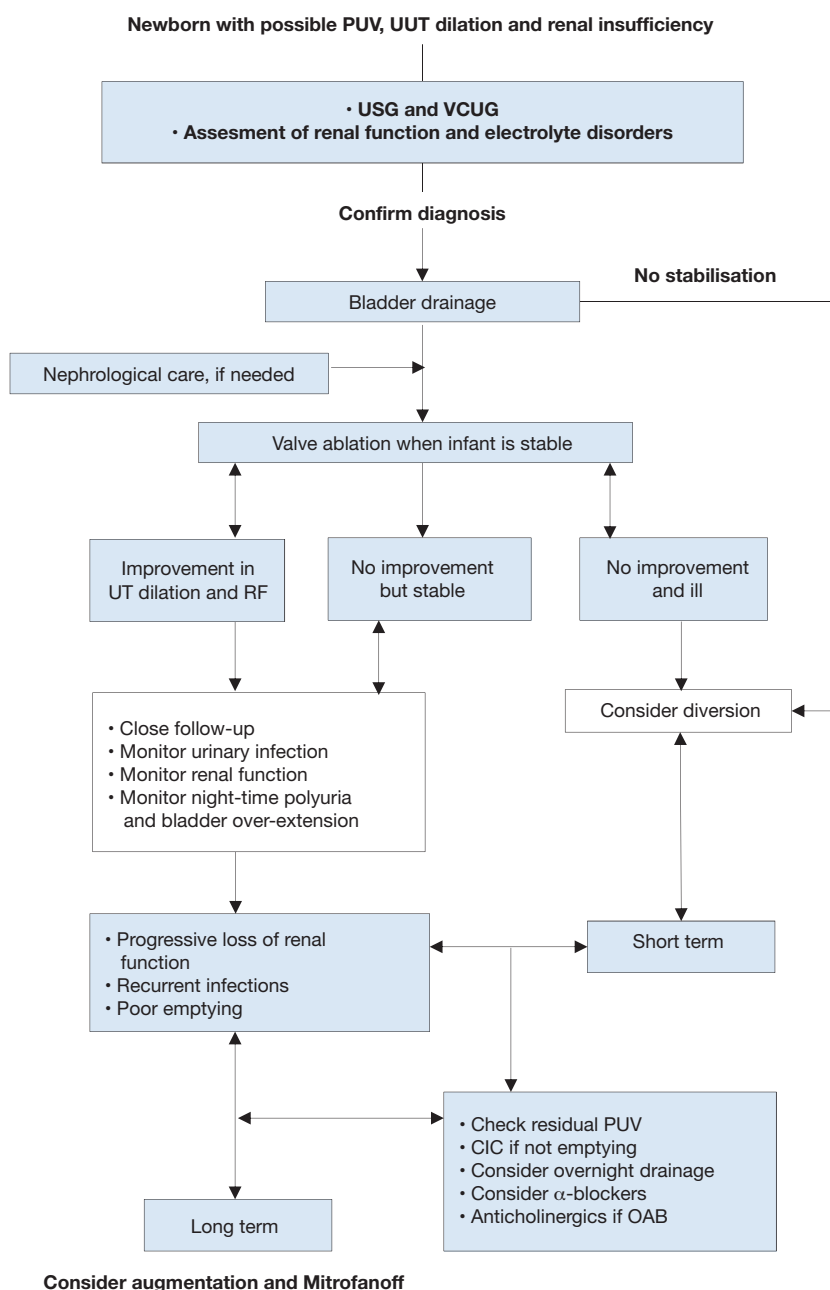 Newborn with possible PUV, UUT dilation and renal insufficiency
• USG and VCUG
• Assesment of renal function and electrolyte disorders
Confirm diagnosis
No stabilisation
Bladder drainage
Nephrological care, if needed
Valve ablation when infant is stable
Improvement in
UT dilation and RF
No improvement
but stable
No improvement
and ill
• Close follow-up
• Monitor urinary infection
• Monitor renal function
• Monitor night-time polyuria
and bladder over-extension
Consider diversion
• Progressive loss of renal
function
• Recurrent infections
• Poor emptying
Short term
• Check residual PUV
• CIC if not emptying
• Consider overnight drainage
• Consider α-blockers
• Anticholinergics if OAB
Long term
Consider augmentation and Mitrofanoff